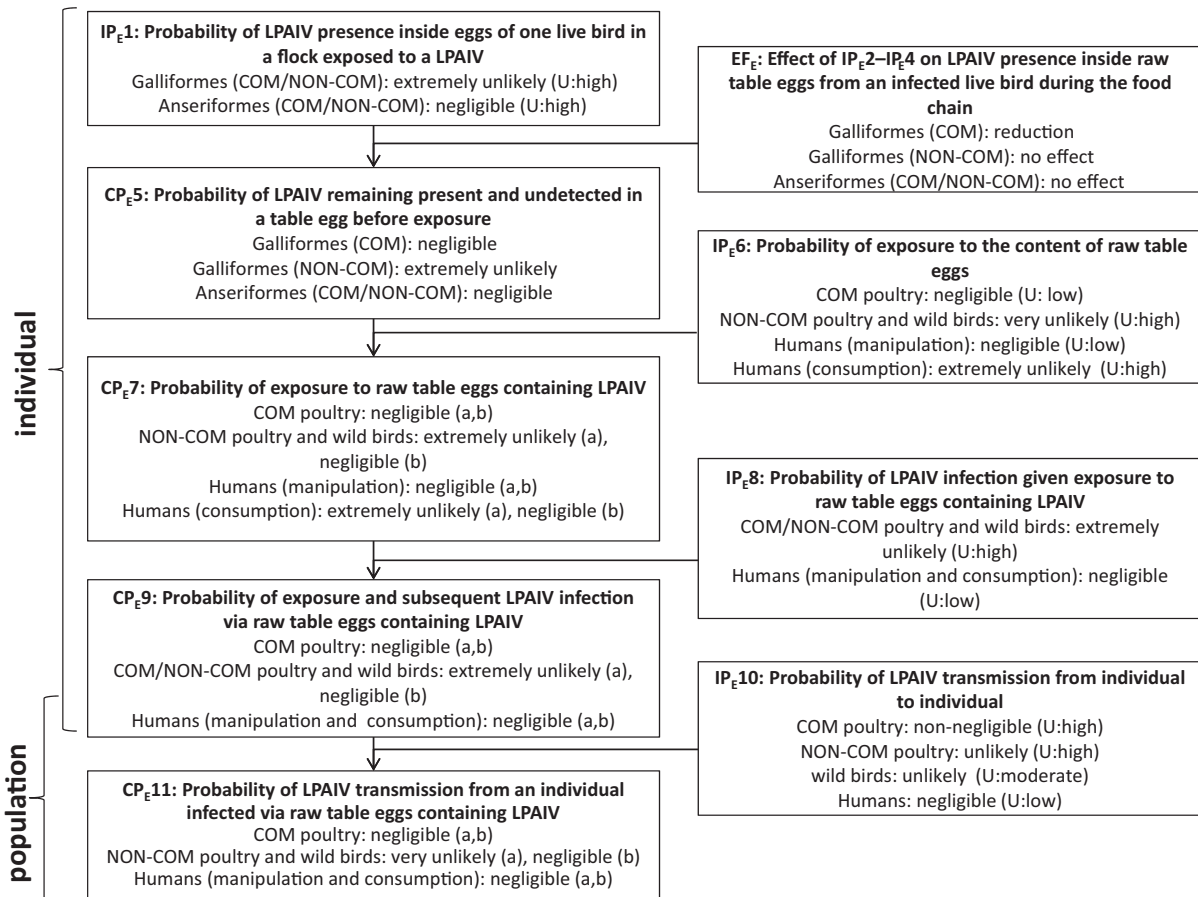 individual
population
IPE1: Probability of LPAIV presence inside eggs of one live bird in
a flock exposed to a LPAIV
Galliformes (COM/NON-COM): extremely unlikely (U:high)
Anseriformes (COM/NON-COM): negligible (U:high)
EFE: Effect of IPE2–IPE4 on LPAIV presence inside raw
table eggs from an infected live bird during the food
chain
Galliformes (COM): reduction
Galliformes (NON-COM): no effect
Anseriformes (COM/NON-COM): no effect
CPE5: Probability of LPAIV remaining present and undetected in
a table egg before exposure
Galliformes (COM): negligible
Galliformes (NON-COM): extremely unlikely
Anseriformes (COM/NON-COM): negligible
IPE6: Probability of exposure to the content of raw table
eggs
COM poultry: negligible (U: low)
NON-COM poultry and wild birds: very unlikely (U:high)
Humans (manipulation): negligible (U:low)
Humans (consumption): extremely unlikely (U:high)
CPE7: Probability of exposure to raw table eggs containing LPAIV
COM poultry: negligible (a,b)
NON-COM poultry and wild birds: extremely unlikely (a),
negligible (b)
Humans (manipulation): negligible (a,b)
Humans (consumption): extremely unlikely (a), negligible (b)
IPE8: Probability of LPAIV infection given exposure to
raw table eggs containing LPAIV
COM/NON-COM poultry and wild birds: extremely
unlikely (U:high)
Humans (manipulation and consumption): negligible
(U:low)
CPE9: Probability of exposure and subsequent LPAIV infection
via raw table eggs containing LPAIV
COM poultry: negligible (a,b)
COM/NON-COM poultry and wild birds: extremely unlikely (a),
negligible (b)
Humans (manipulation and consumption): negligible (a,b)
IPE10: Probability of LPAIV transmission from individual
to individual
COM poultry: non-negligible (U:high)
NON-COM poultry: unlikely (U:high)
wild birds: unlikely (U:moderate)
Humans: negligible (U:low)
CPE11: Probability of LPAIV transmission from an individual
infected via raw table eggs containing LPAIV
COM poultry: negligible (a,b)
NON-COM poultry and wild birds: very unlikely (a), negligible (b)
Humans (manipulation and consumption): negligible (a,b)